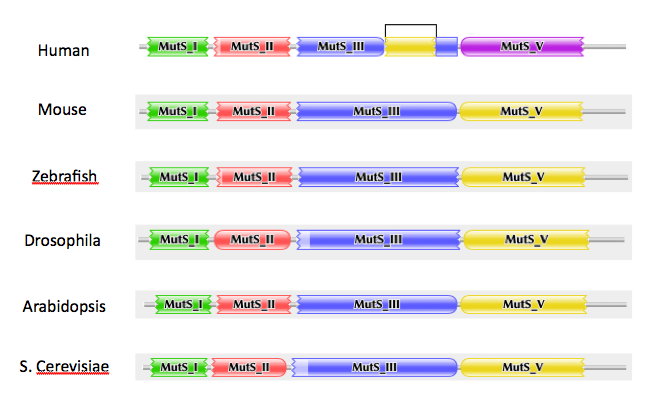 Human MutS_I MutS_II MutS_III MutS_V
Mouse MutS_I MutS_II MutS_III MutS_V
Zebrafish MutS_I MutS_II MutS_III MutS_V
Drosophila MutS_I MutS_II MutS_III MutS_V
Arabidopsis MutS_I MutS_II MutS_III MutS_V
S. Cerevisiae MutS_I MutS_II MutS_III MutS_V